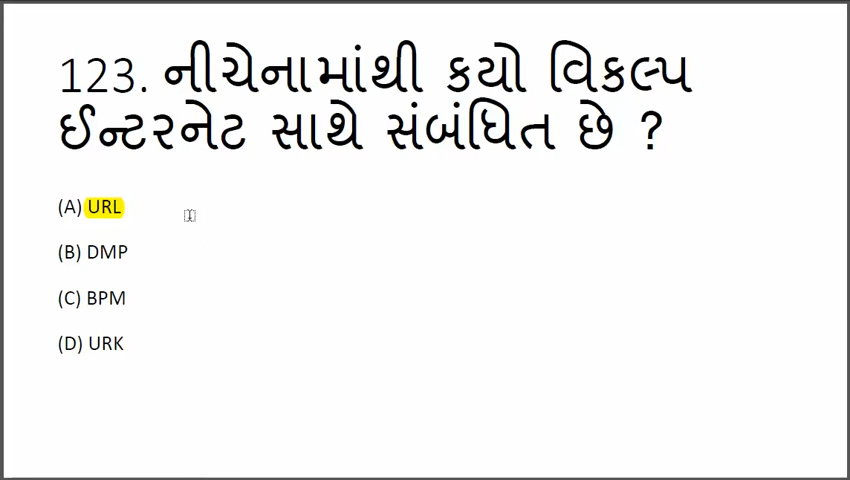 123. નીચેનામાંથી કયો વિકલ્પ
ઈન્ટરનેટ સાથે સંબંધિત છે ?
(A) URL
(B) DMP
(C) BPM
(D) URK